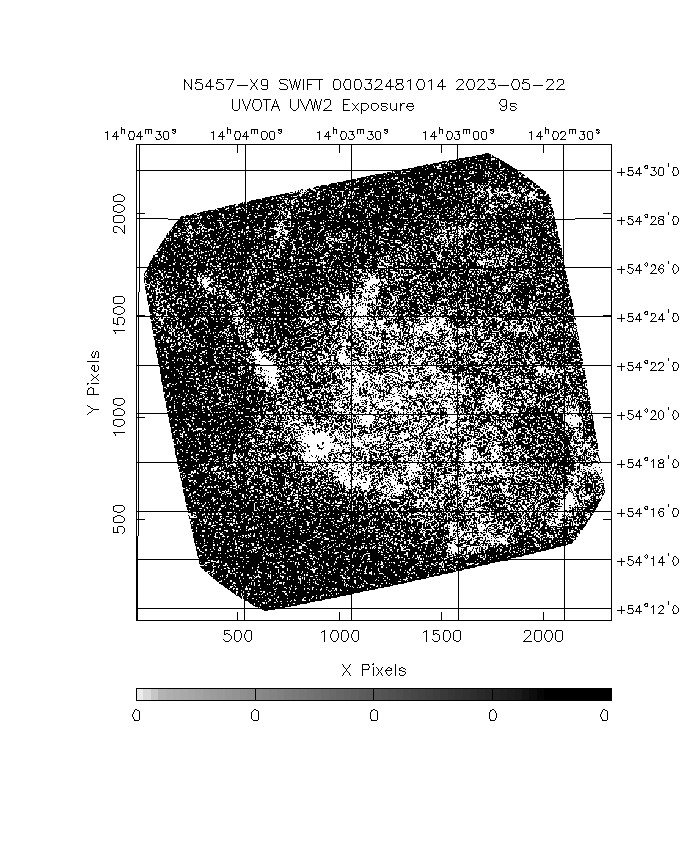 N5457-X9 SWIFT 00032481014 2023-05-22
UVOTA UVW2 Exposure 9s
14ʰ04ᵐ30ˢ 14ʰ04ᵐ00ˢ 14ʰ03ᵐ30ˢ 14ʰ03ᵐ00ˢ 14ʰ02ᵐ30ˢ
+54°30'0
+54°28'0
+54°26'0
+54°24'0
+54°22'0
+54°20'0
+54°18'0
+54°16'0
+54°14'0
+54°12'0
2000
1500
1000
500
Y Pixels
500 1000 1500 2000
X Pixels
0 0 0 0 0